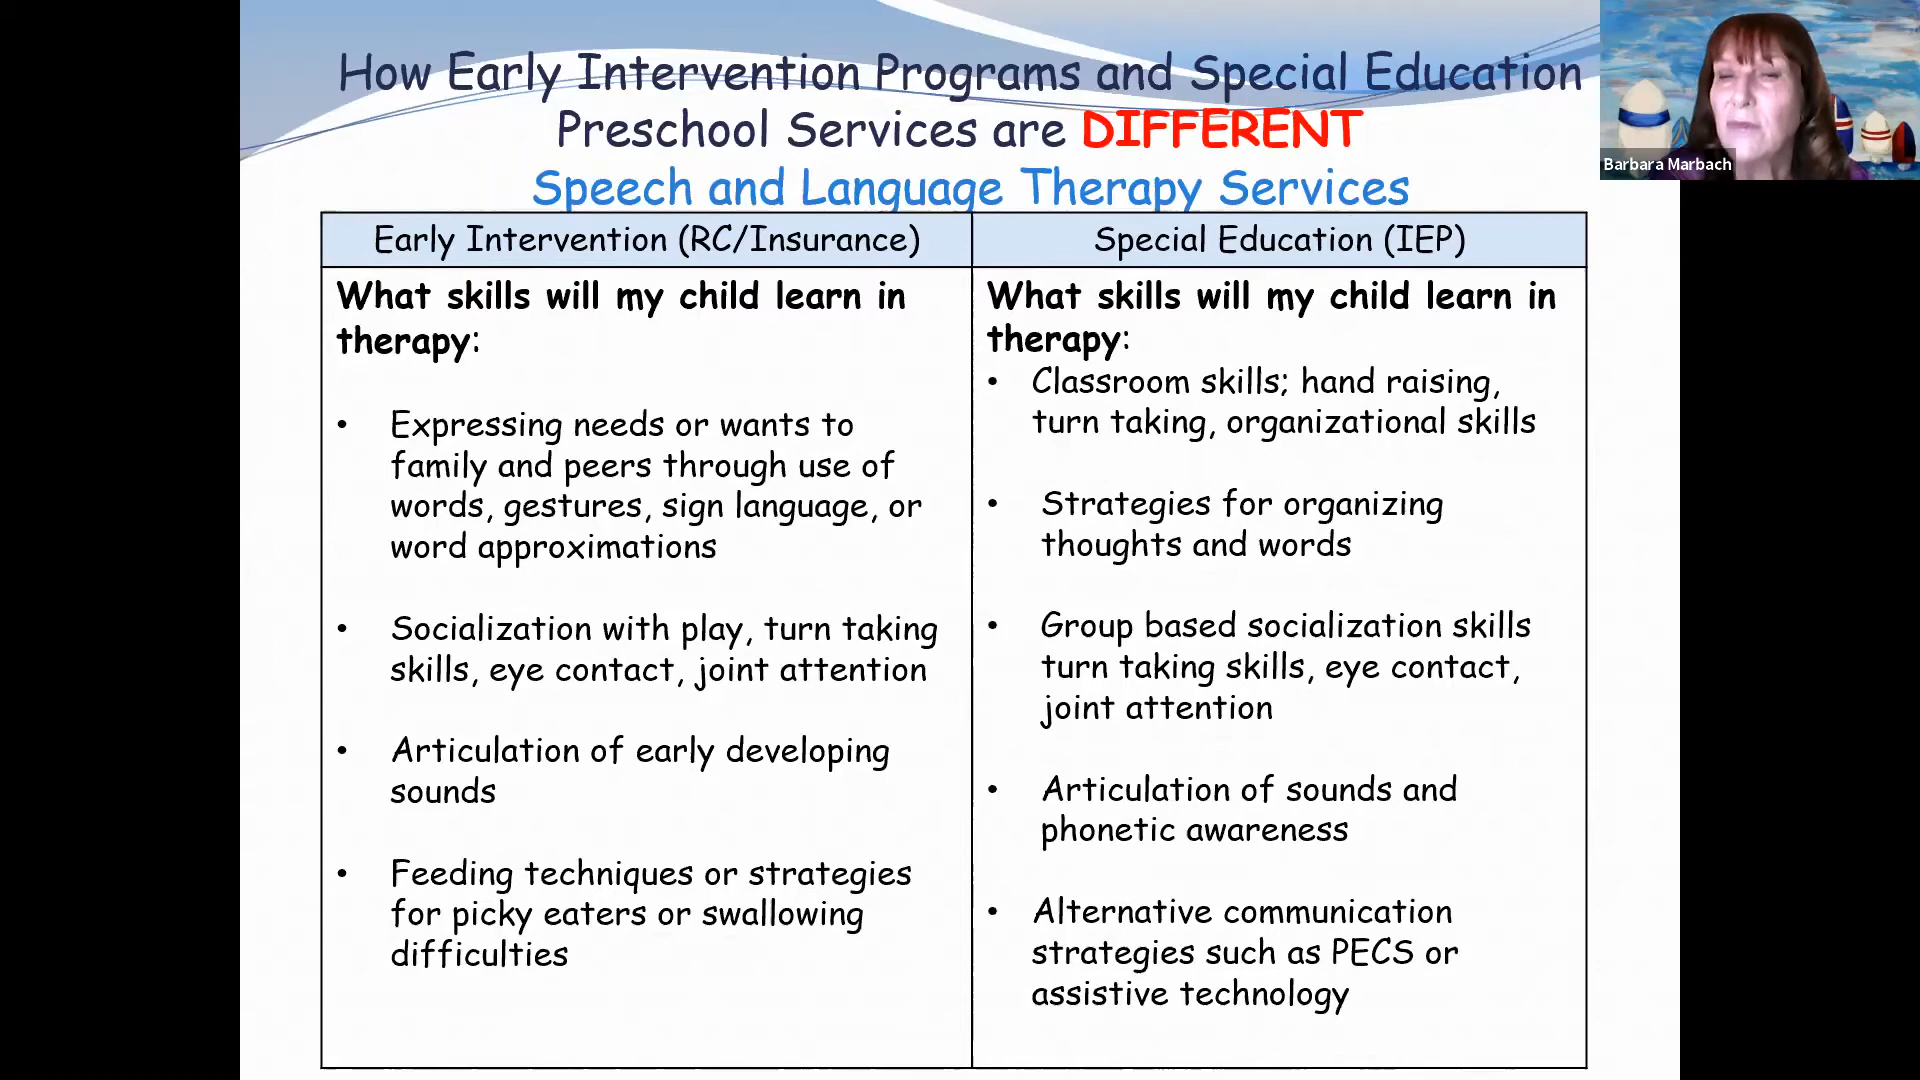 How Early Intervention Programs and Special Education
Preschool Services are DIFFERENT
Speech and Language Therapy Services
Barbara Marbach
Early Intervention (RC/Insurance)
What skills will my child learn in
therapy:
• Expressing needs or wants to
family and peers through use of
words, gestures, sign language, or
word approximations
• Socialization with play, turn taking
skills, eye contact, joint attention
• Articulation of early developing
sounds
• Feeding techniques or strategies
for picky eaters or swallowing
difficulties
Special Education (IEP)
What skills will my child learn in
therapy:
• Classroom skills; hand raising,
turn taking, organizational skills
• Strategies for organizing
thoughts and words
• Group based socialization skills
turn taking skills, eye contact,
joint attention
• Articulation of sounds and
phonetic awareness
• Alternative communication
strategies such as PECS or
assistive technology